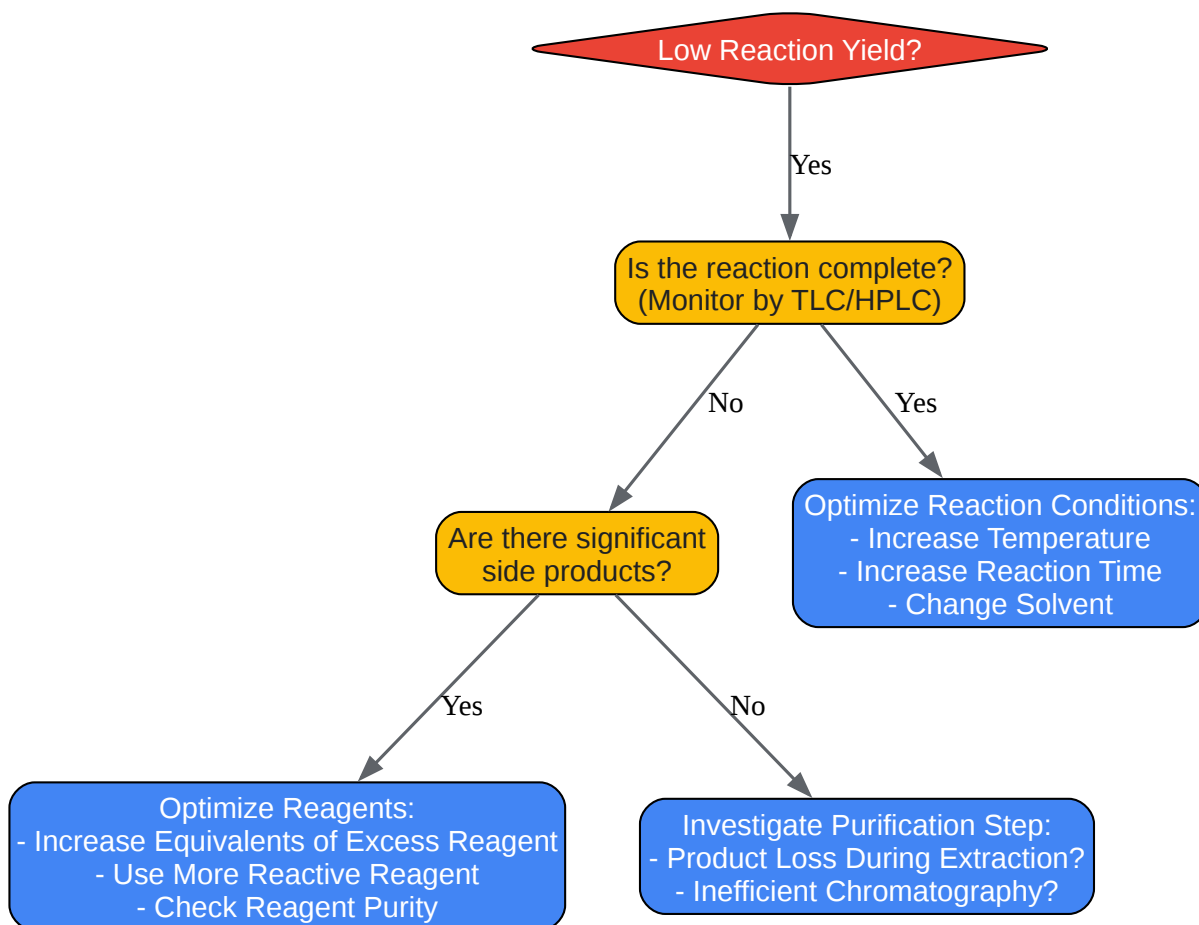 Low Reaction Yield?
Yes
Is the reaction complete?
(Monitor by TLC/HPLC)
No
Yes
Optimize Reaction Conditions:
- Increase Temperature
- Increase Reaction Time
- Change Solvent
Are there significant
side products?
Yes
No
Optimize Reagents:
- Increase Equivalents of Excess Reagent
- Use More Reactive Reagent
- Check Reagent Purity
Investigate Purification Step:
- Product Loss During Extraction?
- Inefficient Chromatography?